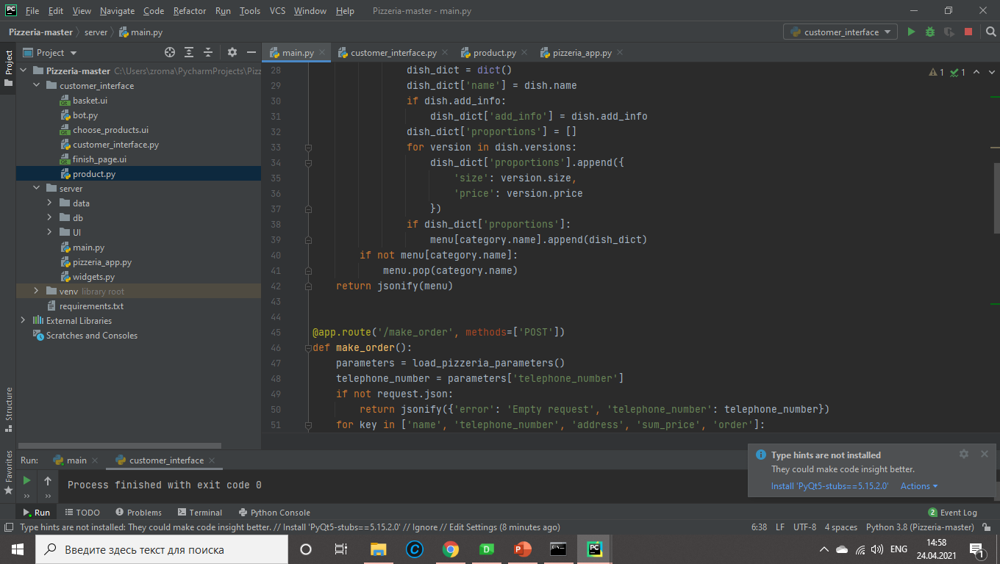 PC File Edit View Navigate Code Refactor Run Tools VCS Window Help Pizzeria-master - main.py
Pizzeria-master server main.py customer_interface
Project
Project
main.py customer_interface.py product.py pizzeria_app.py
Pizzeria-master C:\Users\zroma\PycharmProjects\Pizz
customer_interface
basket.ui
bot.py
choose_products.ui
customer_interface.py
finish_page.ui
product.py
server
data
db
UI
main.py
pizzeria_app.py
widgets.py
venv library root
requirements.txt
External Libraries
Scratches and Consoles
1 1
28 dish_dict = dict()
29 dish_dict['name'] = dish.name
30 if dish.add_info:
31 dish_dict['add_info'] = dish.add_info
32 dish_dict['proportions'] = []
33 for version in dish.versions:
34 dish_dict['proportions'].append({
35 'size': version.size,
36 'price': version.price
37 })
38 if dish_dict['proportions']:
39 menu[category.name].append(dish_dict)
40 if not menu[category.name]:
41 menu.pop(category.name)
42 return jsonify(menu)
43
44
45 @app.route('/make_order', methods=['POST'])
46 def make_order():
47 parameters = load_pizzeria_parameters()
48 telephone_number = parameters['telephone_number']
49 if not request.json:
50 return jsonify({'error': 'Empty request', 'telephone_number': telephone_number})
51 for key in ['name', 'telephone_number', 'address', 'sum_price', 'order']:
Structure
Favorites
Run: main customer_interface
Process finished with exit code 0
Type hints are not installed
They could make code insight better.
Install 'PyQt5-stubs==5.15.2.0' Actions
Run TODO Problems Terminal Python Console 2 Event Log
Type hints are not installed: They could make code insight better. // Install 'PyQt5-stubs==5.15.2.0' // Ignore // Edit Settings (8 minutes ago) 6:38 LF UTF-8 4 spaces Python 3.8 (Pizzeria-master)
Введите здесь текст для поиска
ENG
14:58
24.04.2021
1